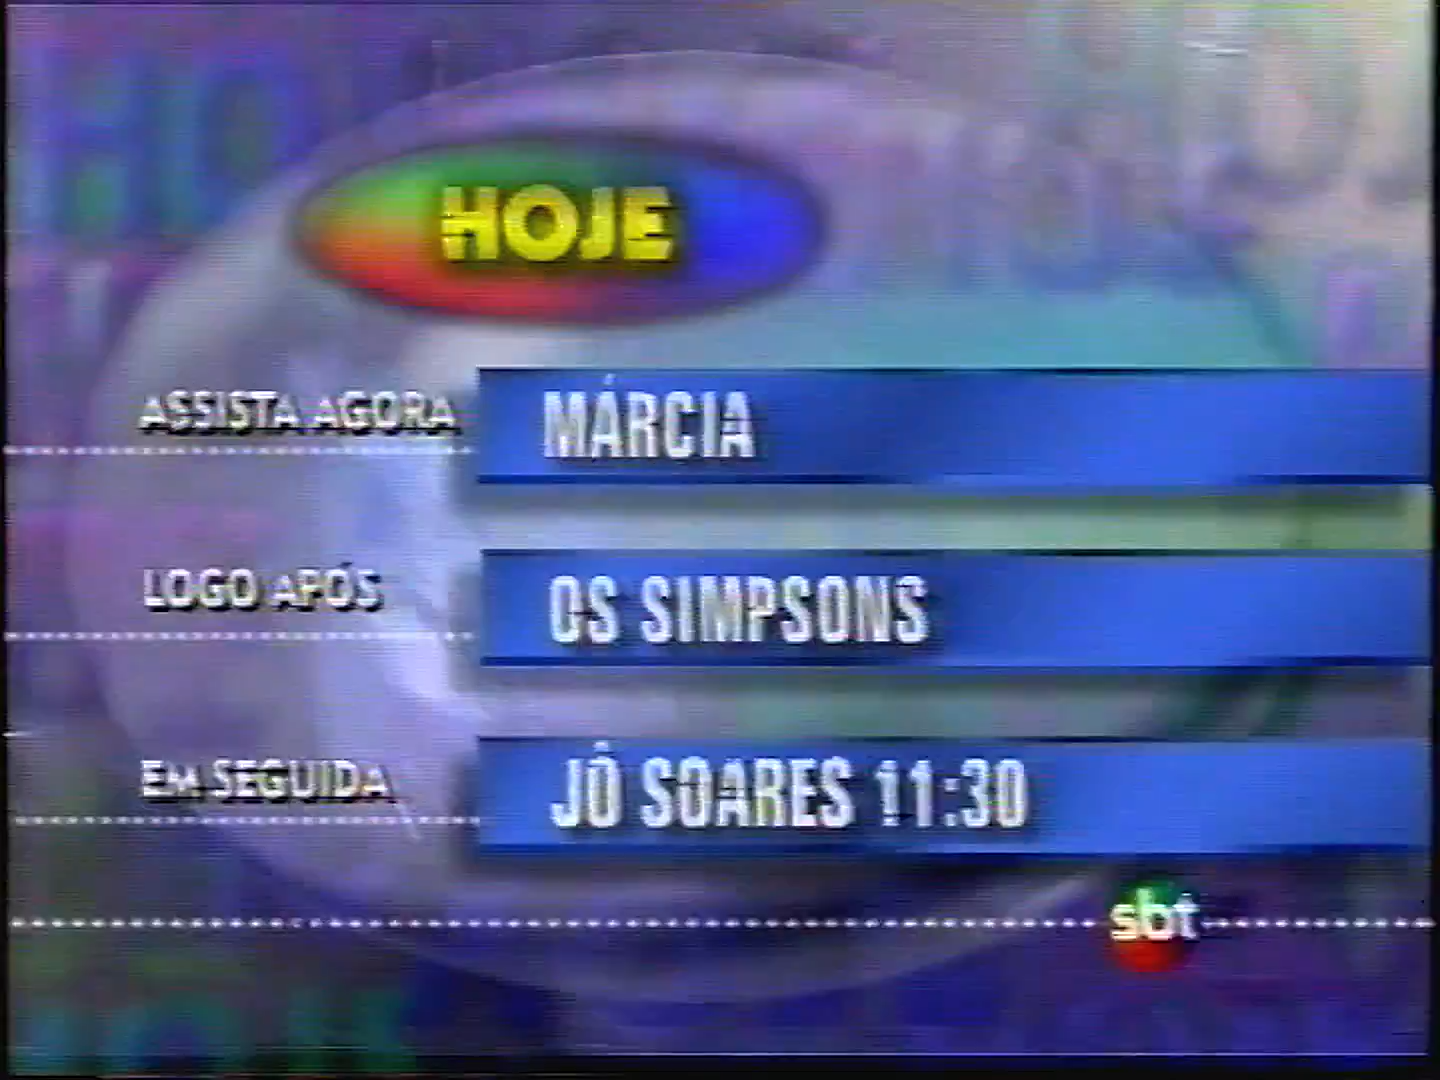 HOJE
ASSISTA AGORA MÁRCIA
LOGO APÓS OS SIMPSONS
EM SEGUIDA JÔ SOARES 11:30
sbt